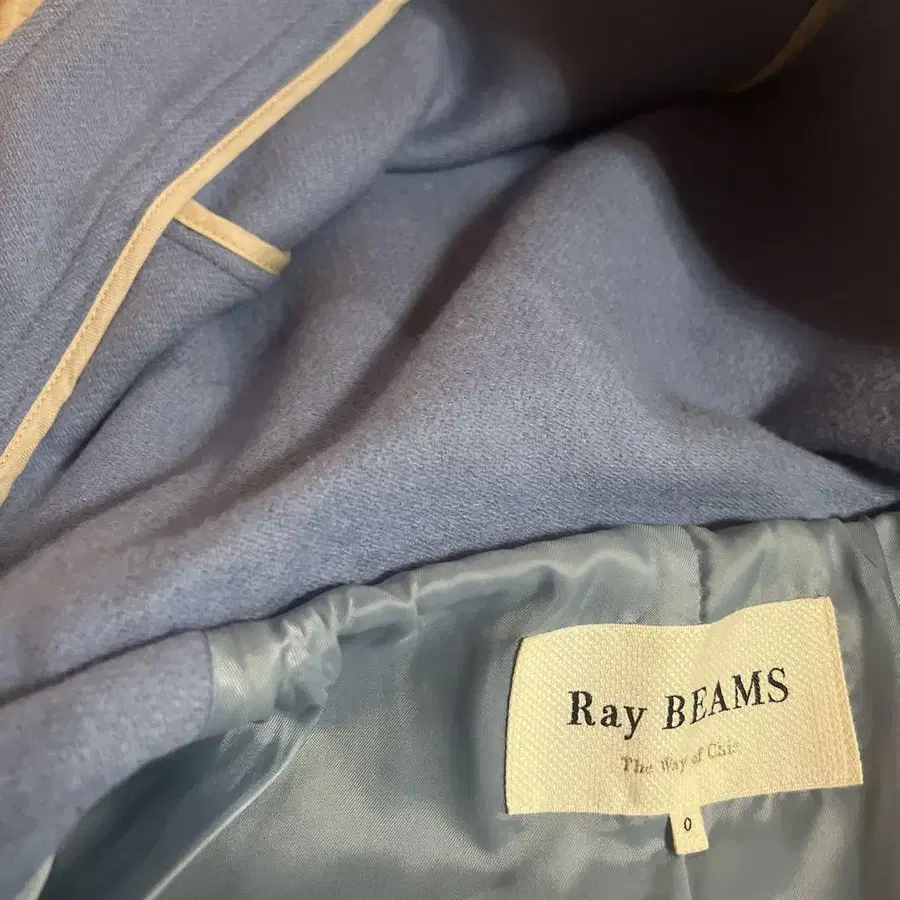 Ray BEAMS
The Way of Chic
0